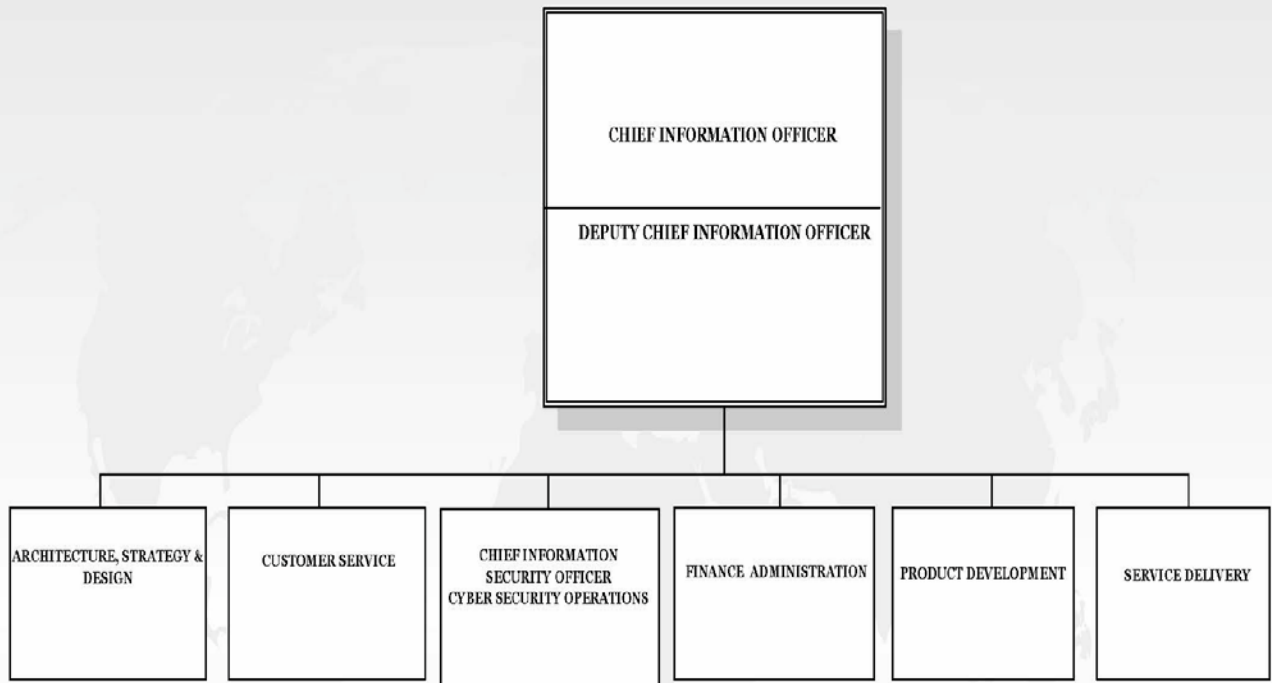 CHIEF INFORMATION OFFICER
DEPUTY CHIEF INFORMATION OFFICER
ARCHITECTURE, STRATEGY &
DESIGN
CUSTOMER SERVICE
CHIEF INFORMATION
SECURITY OFFICER
CYBER SECURITY OPERATIONS
FINANCE ADMINISTRATION
PRODUCT DEVELOPMENT
SERVICE DELIVERY